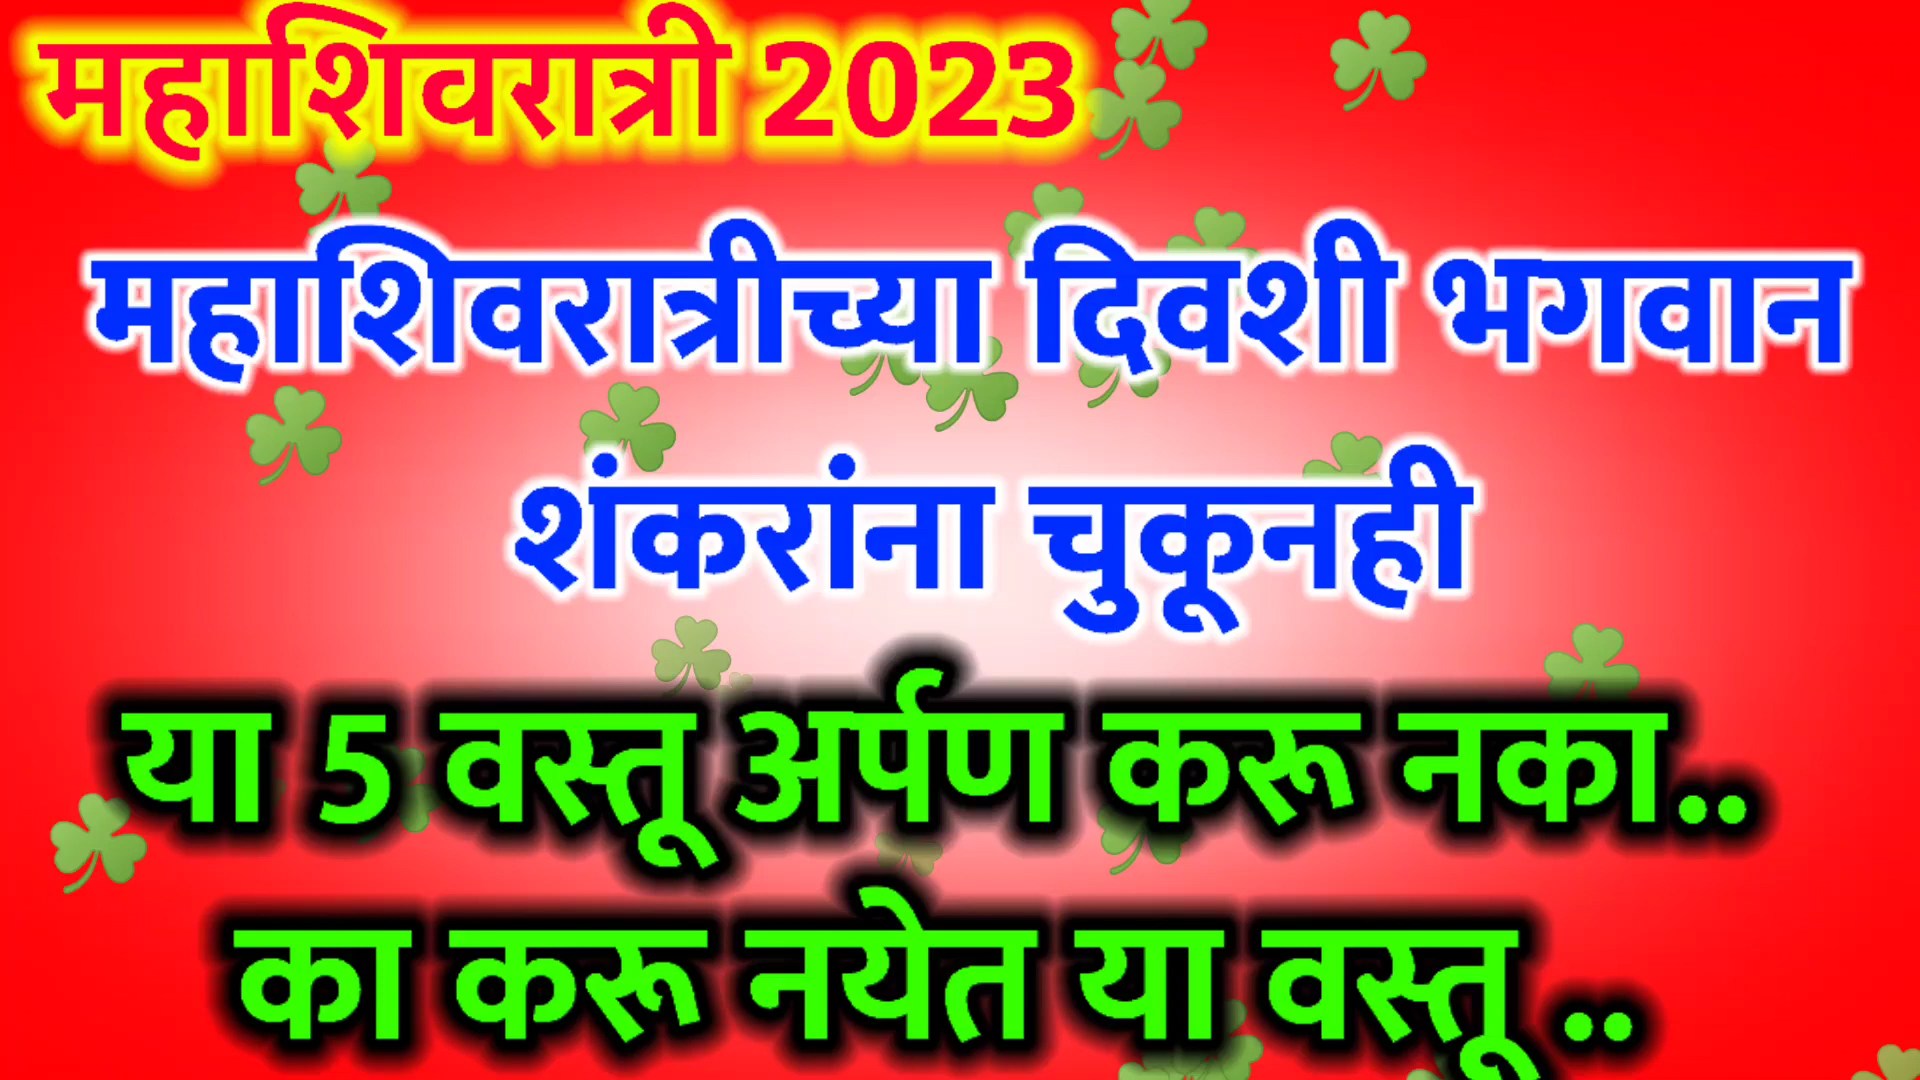 महाशिवरात्री 2023
महाशिवरात्रीच्या दिवशी भगवान
शंकरांना चुकूनही
या 5 वस्तू अर्पण करू नका..
का करू नयेत या वस्तू ..